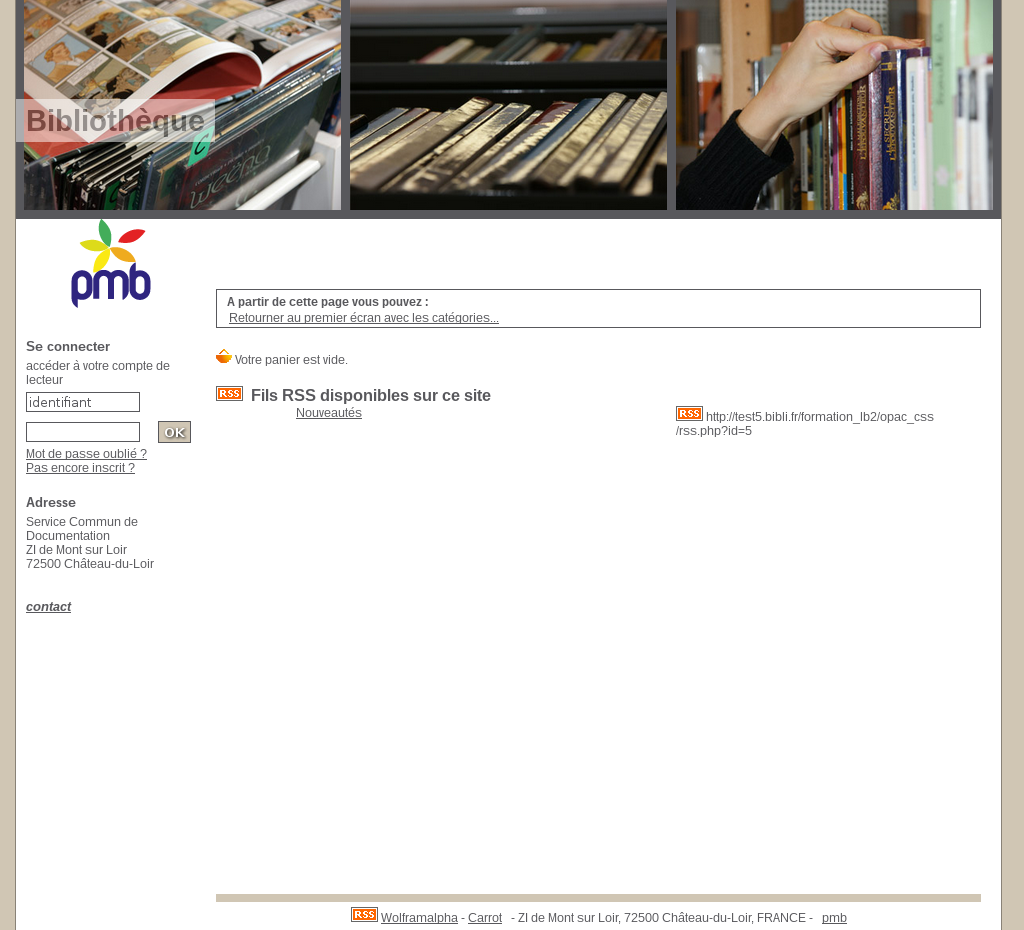 Bibliothèque
pmb
A partir de cette page vous pouvez :
Retourner au premier écran avec les catégories...
Votre panier est vide.
RSS Fils RSS disponibles sur ce site
Nouveautés
RSS http://test5.bibli.fr/formation_lb2/opac_css
/rss.php?id=5
Se connecter
accéder à votre compte de
lecteur
identifiant
OK
Mot de passe oublié ?
Pas encore inscrit ?
Adresse
Service Commun de
Documentation
ZI de Mont sur Loir
72500 Château-du-Loir
contact
RSS Wolframalpha - Carrot - ZI de Mont sur Loir, 72500 Château-du-Loir, FRANCE - pmb